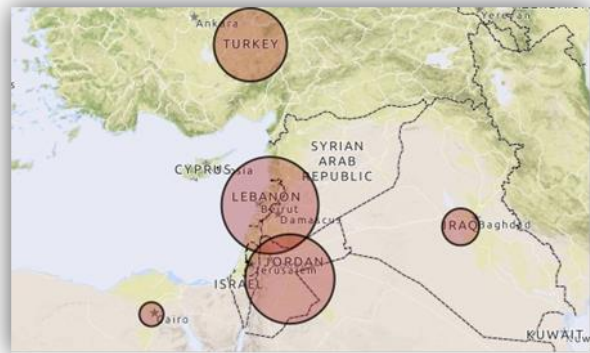 Ankara
Yerevan
TURKEY
SYRIAN
ARAB
REPUBLIC
CYPRUS
LEBANON
Beirut
Damascus
IRAQ
Baghdad
JORDAN
Jerusalem
ISRAEL
Cairo
KUWAIT